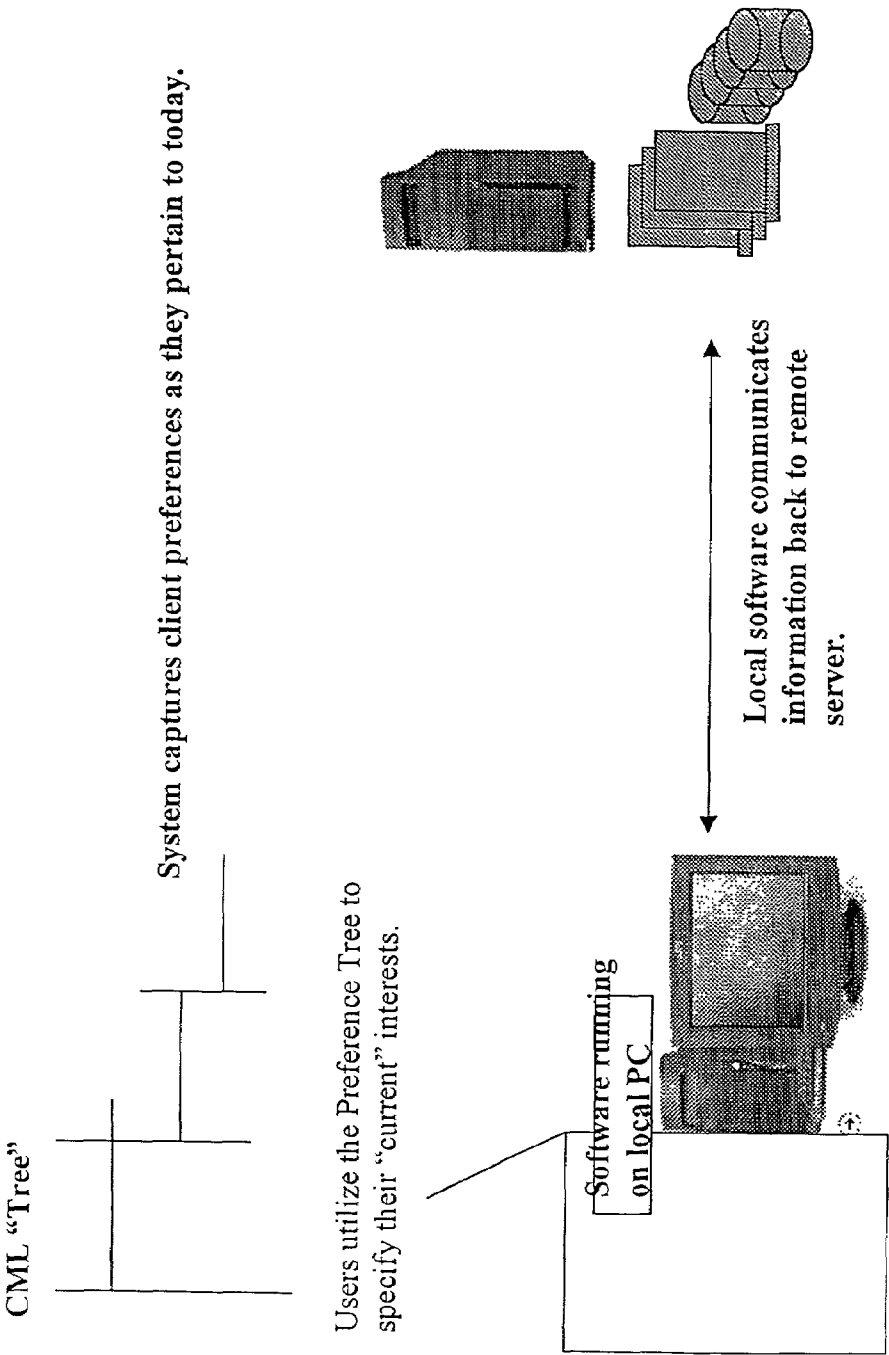 CML “Tree”
System captures client preferences as they pertain to today.
Users utilize the Preference Tree to
specify their “current” interests.
Software running
on local PC
Local software communicates
information back to remote
server.